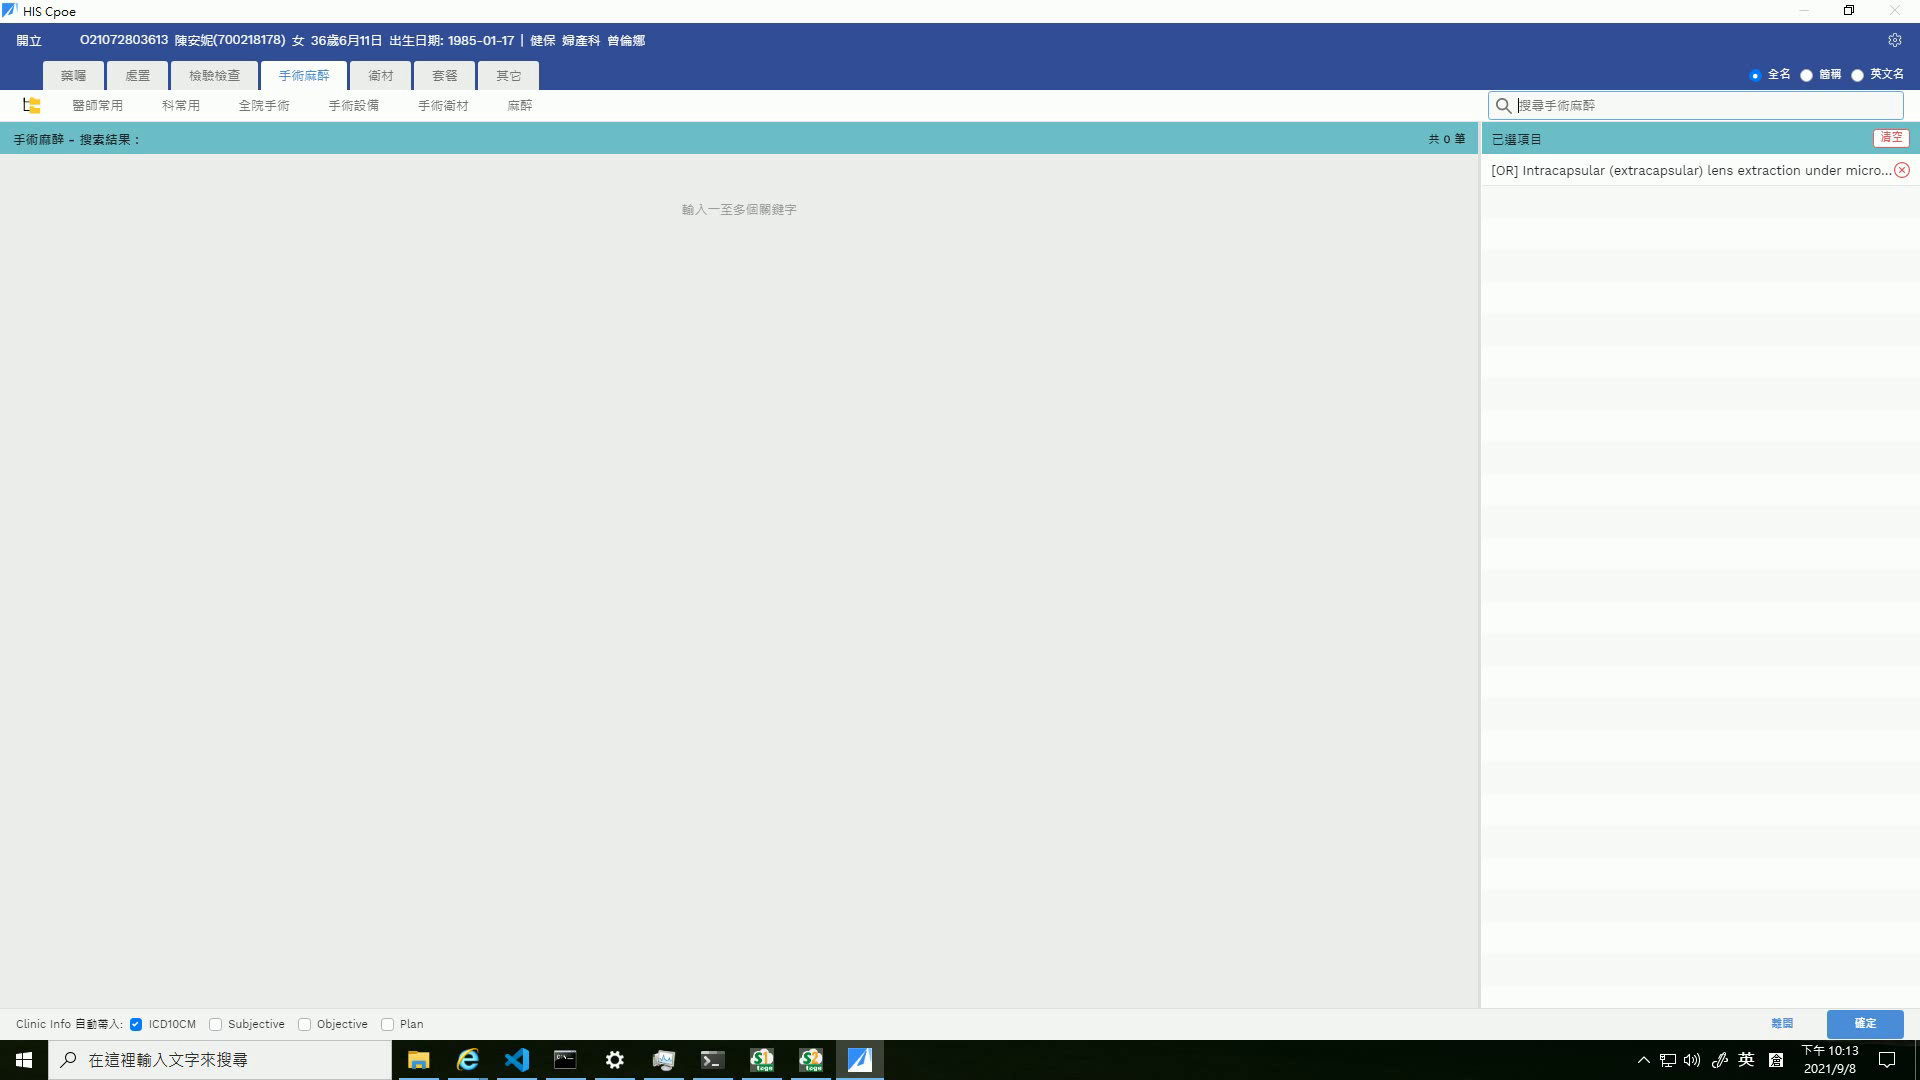 HIS Cpoe
開立 O21072803613 陳安妮(700218178) 女 36歲6月11日 出生日期: 1985-01-17 | 健保 婦產科 曾倫娜
藥囑 處置 檢驗檢查 手術麻醉 衛材 套餐 其它 全名 簡稱 英文名
醫師常用 科常用 全院手術 手術設備 手術衛材 麻醉 搜尋手術麻醉
手術麻醉 - 搜索結果 : 共 0 筆 已選項目 清空
[OR] Intracapsular (extracapsular) lens extraction under micro...
輸入一至多個關鍵字
Clinic Info 自動帶入: ICD10CM Subjective Objective Plan 離開 確定
在這裡輸入文字來搜尋
S1 togo S2 togo
英 倉
下午 10:13
2021/9/8